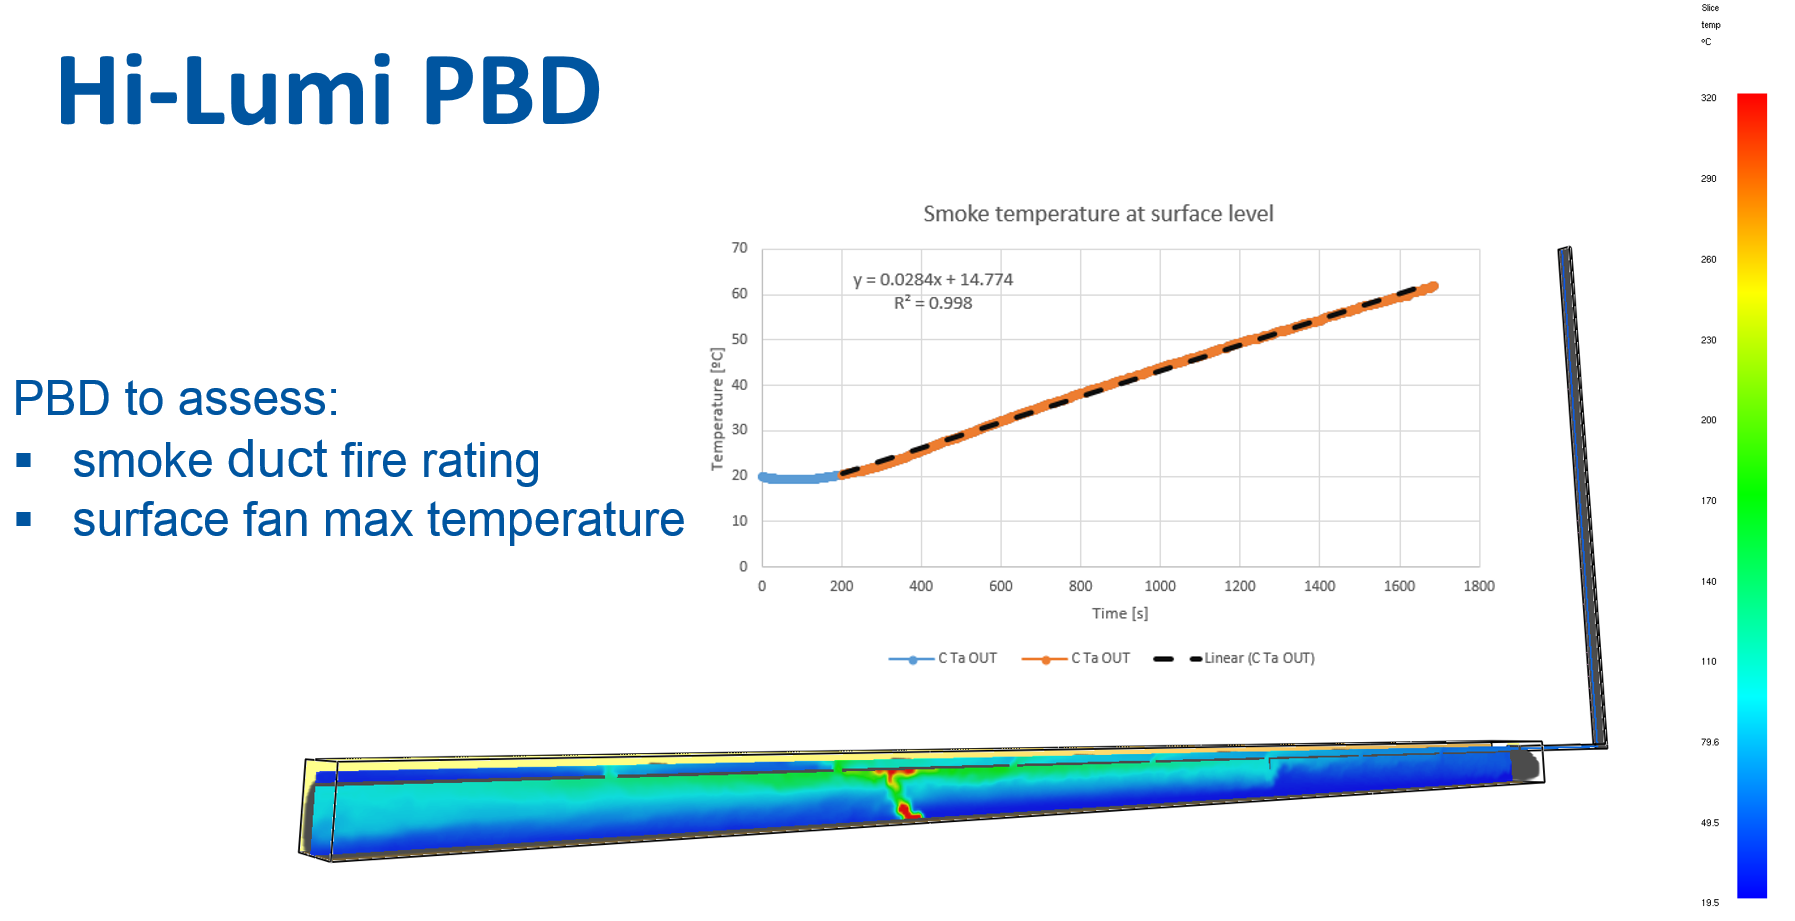 Hi-Lumi PBD
PBD to assess:
▪ smoke duct fire rating
▪ surface fan max temperature
Smoke temperature at surface level
y = 0.0284x + 14.774
R² = 0.998
Temperature [ºC]
70
60
50
40
30
20
10
0
0 200 400 600 800 1000 1200 1400 1600 1800
Time [s]
C Ta OUT C Ta OUT Linear (C Ta OUT)
Slice
temp
ºC
320
290
260
230
200
170
140
110
79.6
49.5
19.5